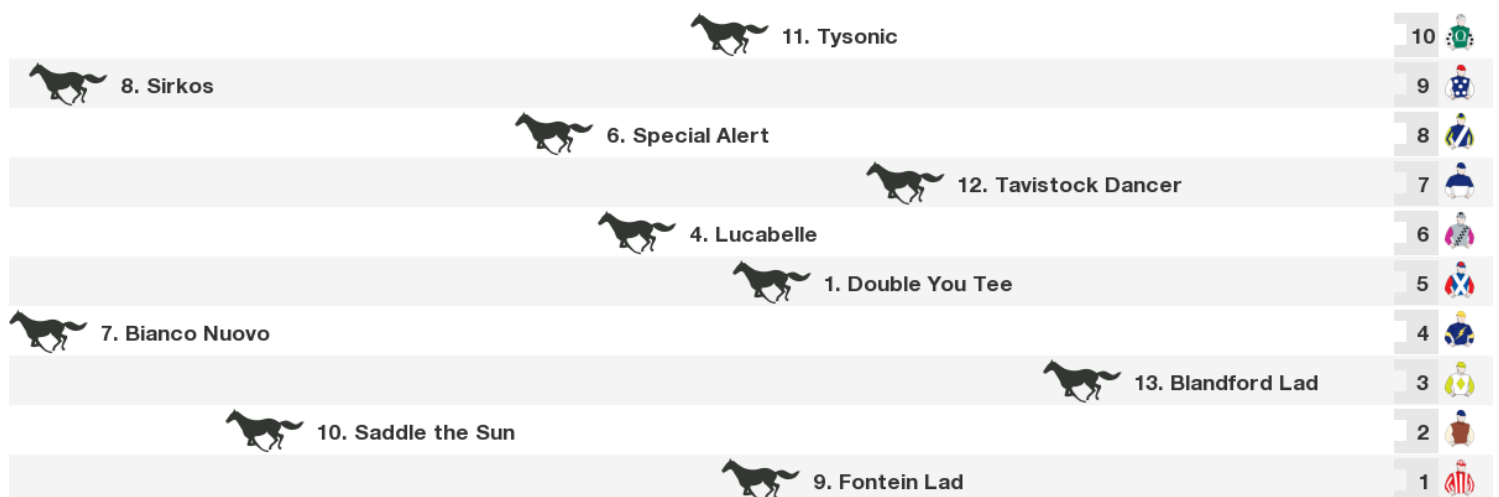 11. Tysonic 10
8. Sirkos 9
6. Special Alert 8
12. Tavistock Dancer 7
4. Lucabelle 6
1. Double You Tee 5
7. Bianco Nuovo 4
13. Blandford Lad 3
10. Saddle the Sun 2
9. Fontein Lad 1